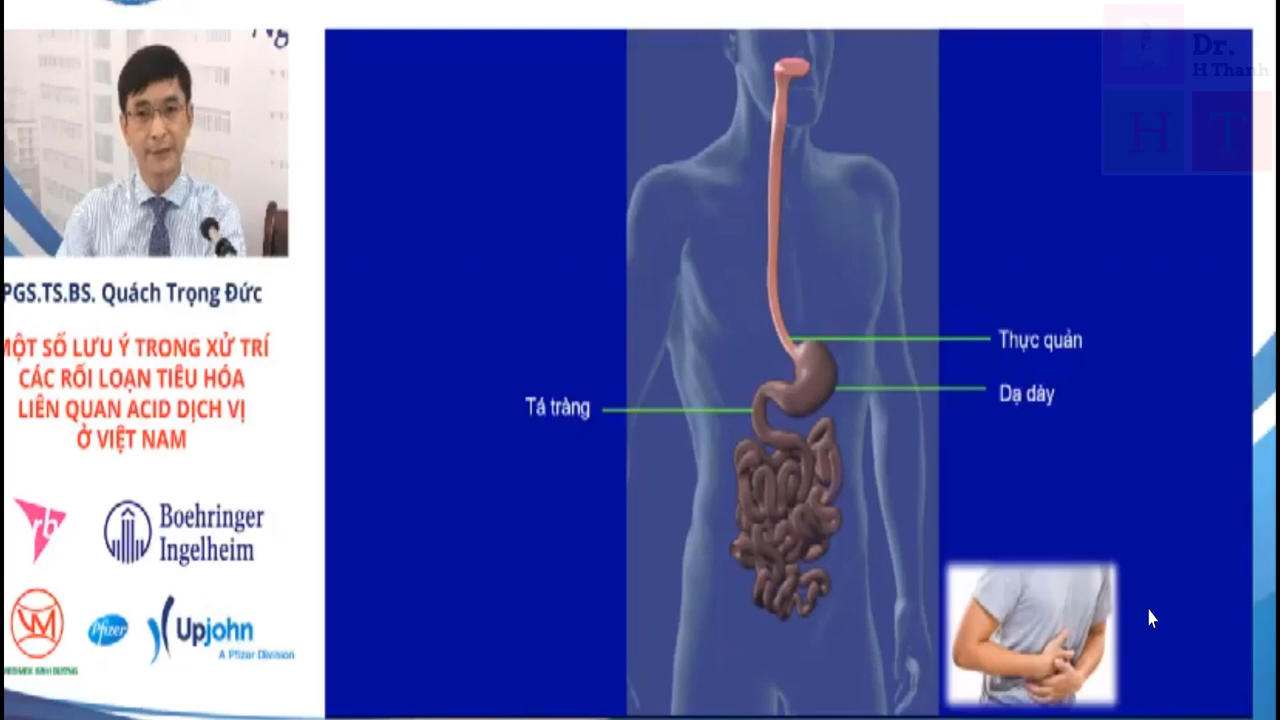 Ng
Dr.
H Thanh
H T
PGS.TS.BS. Quách Trọng Đức
MỘT SỐ LƯU Ý TRONG XỬ TRÍ
CÁC RỐI LOẠN TIÊU HÓA
LIÊN QUAN ACID DỊCH VỊ
Ở VIỆT NAM
rb
Boehringer
Ingelheim
Pfizer
Upjohn
A Pfizer Division
Thực quản
Dạ dày
Tá tràng